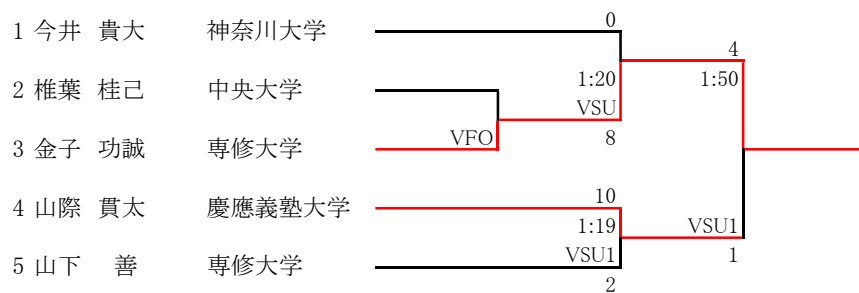 0
1 今井 貴大 神奈川大学
4
1:20 1:50
2 椎葉 桂己 中央大学
VSU
VFO 8
3 金子 功誠 専修大学
10
4 山際 貫太 慶應義塾大学
1:19 VSU1
VSU1 1
5 山下 善 専修大学
2